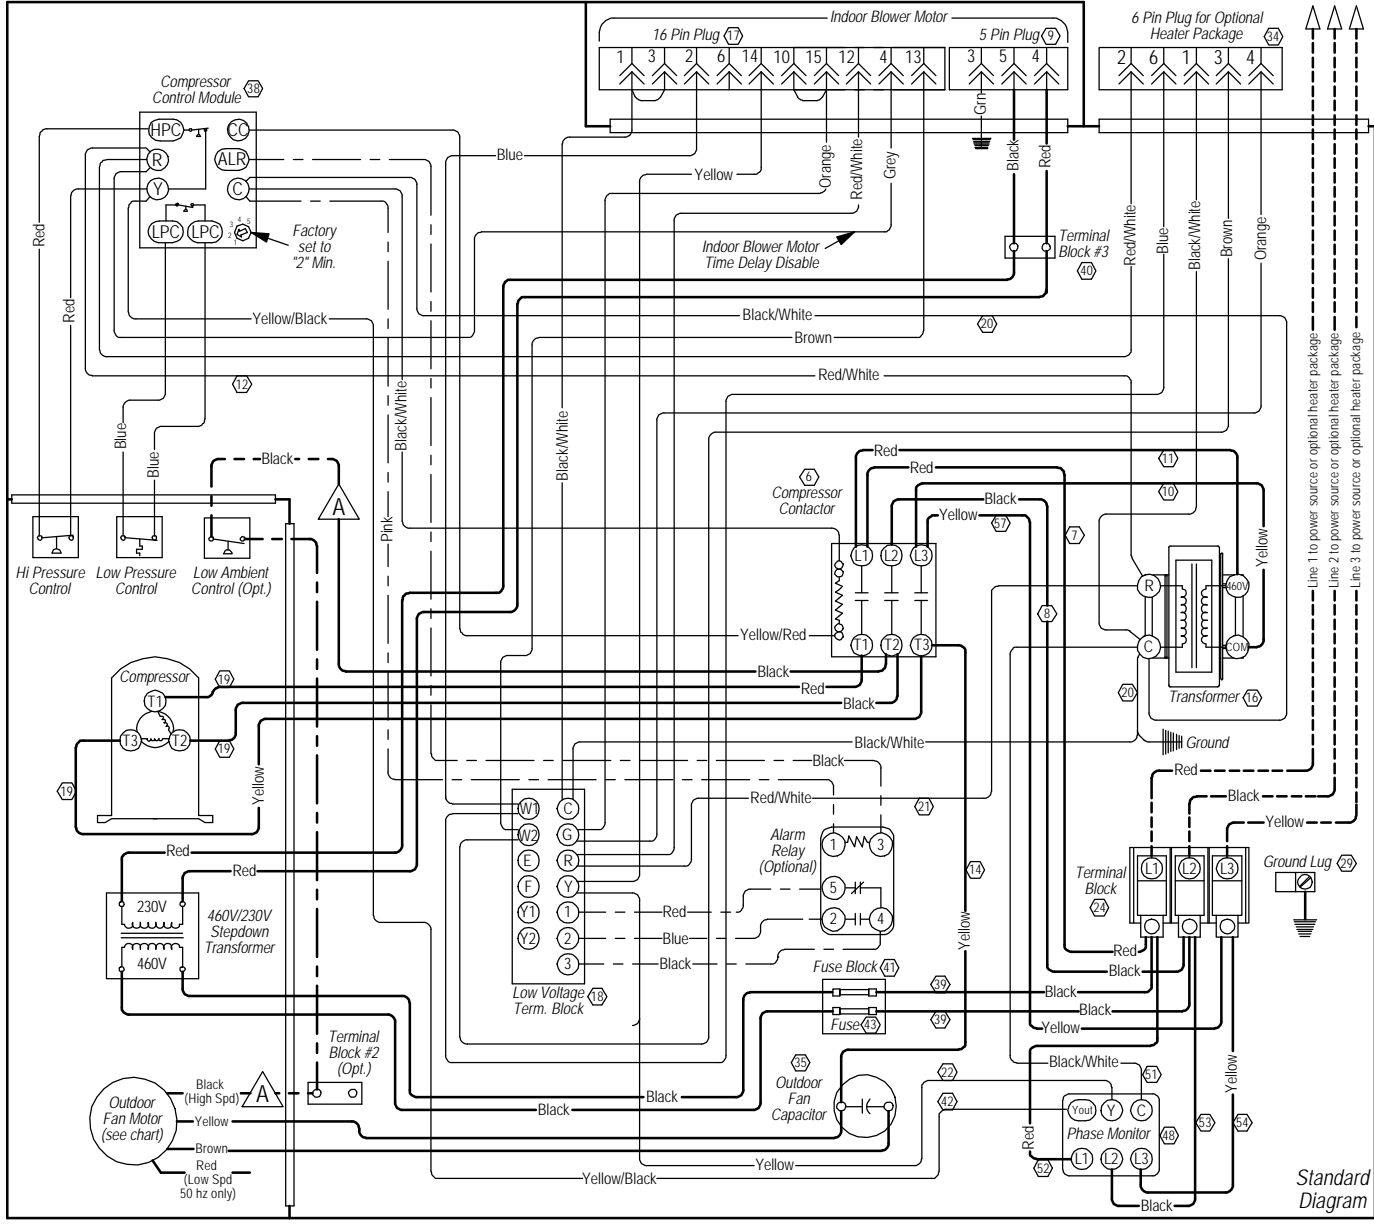 Indoor Blower Motor
16 Pin Plug 17
5 Pin Plug 9
6 Pin Plug for Optional
Heater Package 34
1 3 2 6 14 10 15 12 4 13
3 5 4
2 6 1 3 4
Compressor
Control Module 38
HPC
CC
R
ALR
Y
C
LPC
LPC
1 2 3 4 5
Factory
set to
"2" Min.
Blue
Yellow
Orange
Red/White
Grey
Grn
Black
Red
Indoor Blower Motor
Time Delay Disable
Terminal
Block #3
40
Red/White
Blue
Black/White
Brown
Orange
Red
Red
Yellow/Black
Black/White
20
Brown
Red/White
12
Blue
Blue
Black
A
Black/White
Black/White
Pink
Line 1 to power source or optional heater package
Line 2 to power source or optional heater package
Line 3 to power source or optional heater package
Hi Pressure
Control
Low Pressure
Control
Low Ambient
Control (Opt.)
6
Compressor
Contactor
Red
11
Red
10
Black
Yellow
57
7
8
Yellow
L1 L2 L3
T1 T2 T3
R
460V
C
COM
Transformer 16
20
Ground
Yellow/Red
Black
Red
Black
Black/White
Black
Red/White
21
Compressor
T1
T3
T2
19
19
19
Yellow
Red
Red
230V
460V
460V/230V
Stepdown
Transformer
W1 C
W2 G
E R
F Y
Y1 1
Y2 2
3
Low Voltage
Term. Block 18
Red
Blue
Black
Alarm
Relay
(Optional)
1 3
5
2 4
14
Yellow
Red
Black
Yellow
Terminal
Block
24
L1 L2 L3
Ground Lug 29
Red
Black
Fuse Block 41
Fuse 43
39
Black
39
Black
Yellow
Black/White
51
Terminal
Block #2
(Opt.)
35
Outdoor
Fan
Capacitor
22
42
Black
Black
Outdoor
Fan Motor
(see chart)
Black
(High Spd)
A
Yellow
Brown
Red
(Low Spd
50 hz only)
Yellow
Yellow/Black
Red
52
Yout Y C
Phase Monitor 48
L1 L2 L3
53
54
Yellow
Black
Standard
Diagram